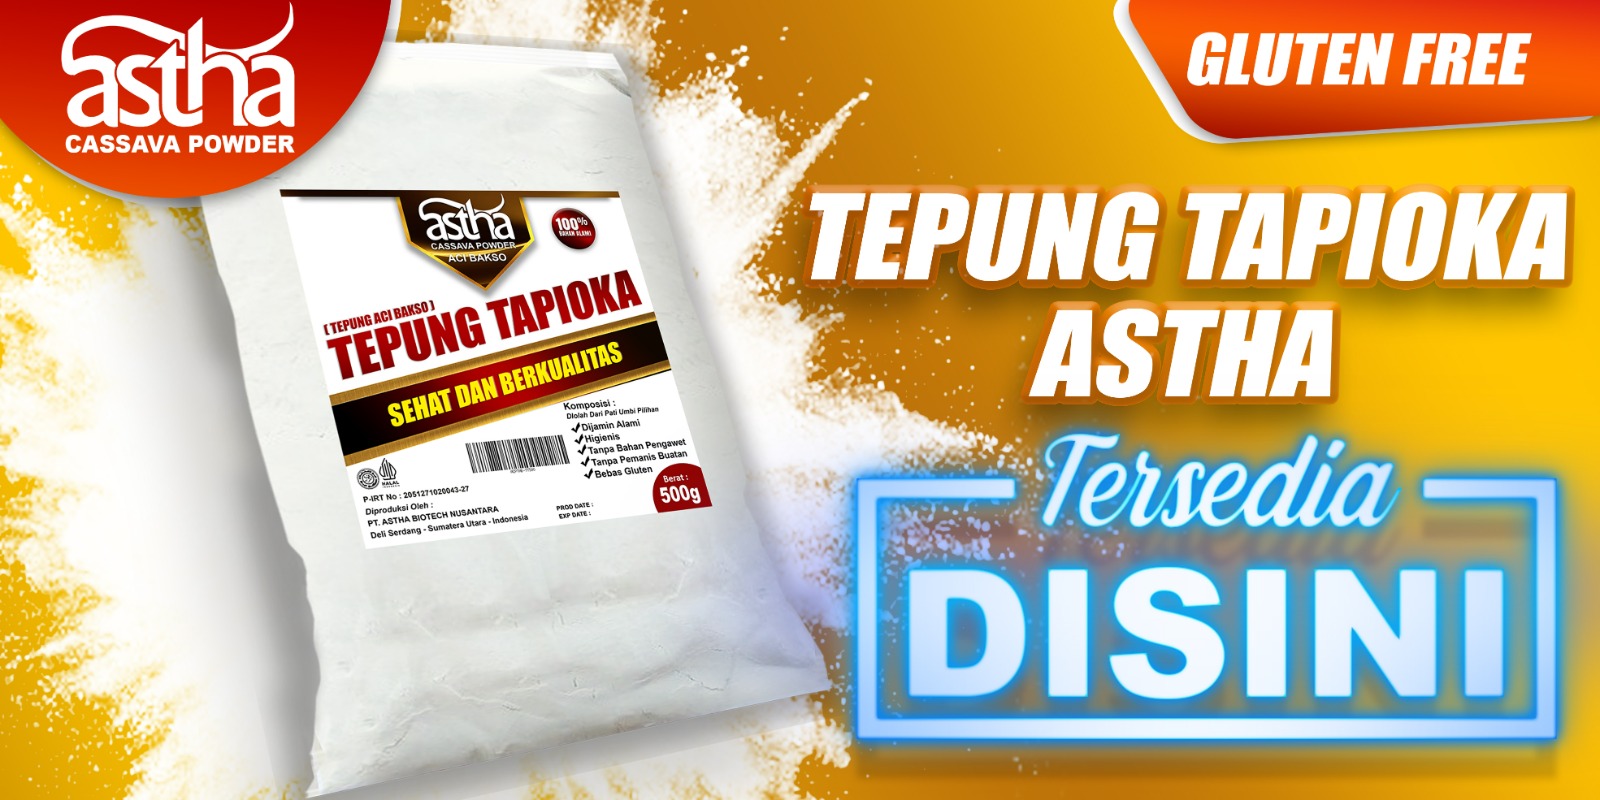 astha
CASSAVA POWDER
GLUTEN FREE
TEPUNG TAPIOKA
ASTHA
Tersedia
DISINI
astha
CASSAVA POWDER
ACI BAKSO
100%
BAHAN ALAMI
[ TEPUNG ACI BAKSO ]
TEPUNG TAPIOKA
SEHAT DAN BERKUALITAS
Komposisi :
Diolah Dari Pati Umbi Pilihan
Dijamin Alami
Higienis
Tanpa Bahan Pengawet
Tanpa Pemanis Buatan
Bebas Gluten
HALAL
P-IRT No : 2051271020043-27
Diproduksi Oleh :
PT. ASTHA BIOTECH NUSANTARA
Deli Serdang - Sumatera Utara - Indonesia
PROD DATE :
EXP DATE :
Berat :
500g